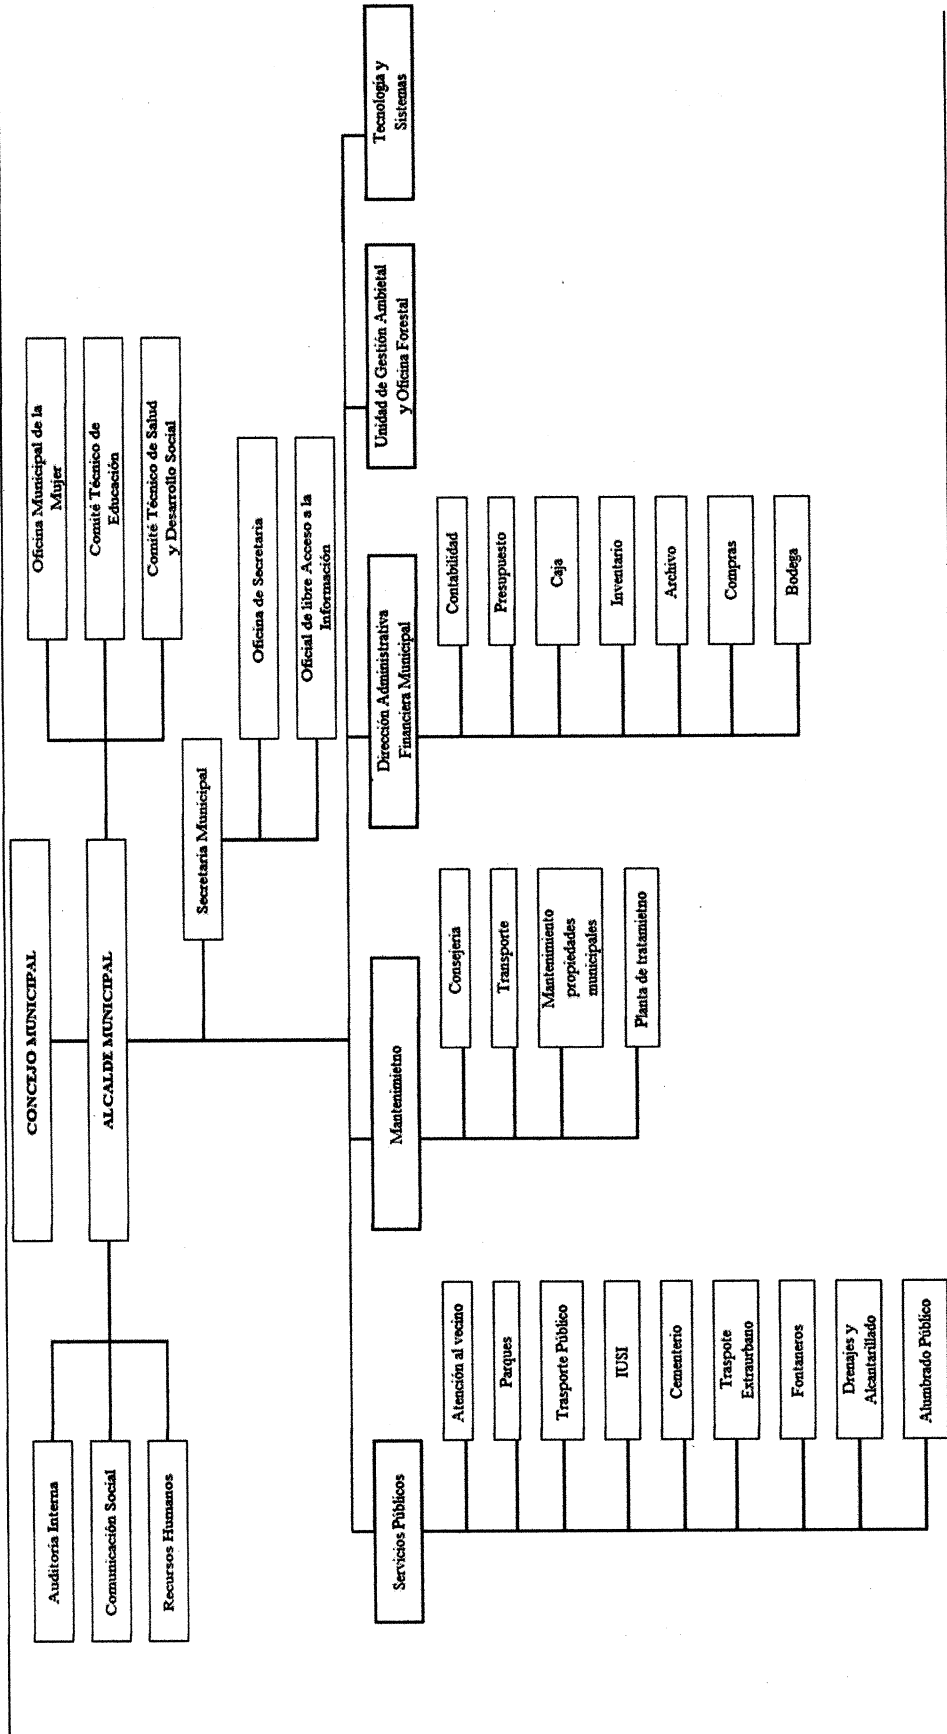 CONCEJO MUNICIPAL
ALCALDE MUNICIPAL
Auditoría Interna
Comunicación Social
Recursos Humanos
Oficina Municipal de la
Mujer
Comité Técnico de
Educación
Comité Técnico de Salud
y Desarrollo Social
Secretaria Municipal
Oficina de Secretaria
Oficial de libre Acceso a la
Información
Servicios Públicos
Atención al vecino
Parques
Trasporte Público
IUSI
Cementerio
Traspote
Extraurbano
Fontaneros
Drenajes y
Alcantarillado
Alumbrado Público
Mantenimietno
Consejeria
Transporte
Mantenimiento
propiedades
municipales
Planta de tratamietno
Dirección Administrativa
Financiera Municipal
Contabilidad
Presupuesto
Caja
Inventario
Archivo
Compras
Bodega
Unidad de Gestión Ambietal
y Oficina Forestal
Tecnología y
Sistemas